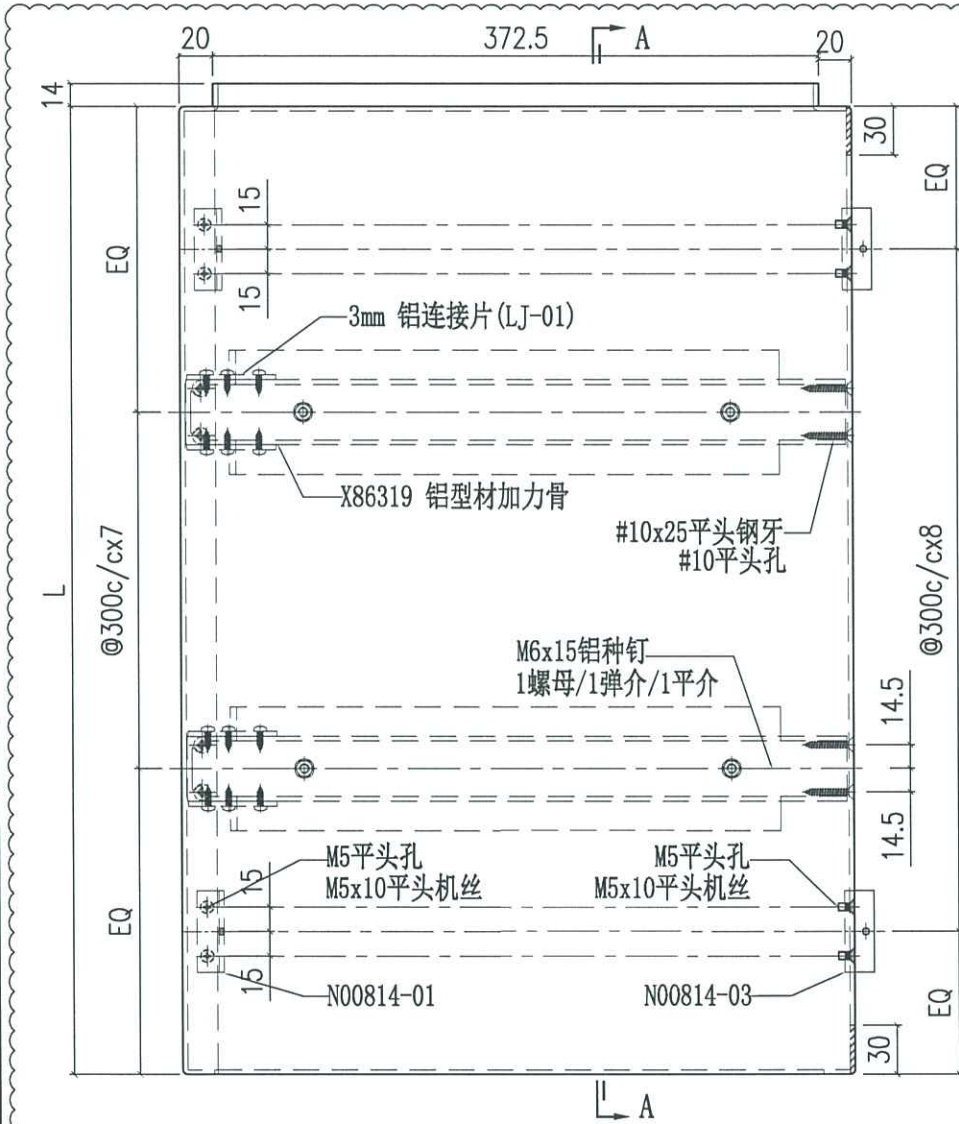 20
372.5
A
20
14
30
EQ
EQ
15
15
3mm 铝连接片(LJ-01)
X86319 铝型材加力骨
#10x25平头钢牙
#10平头孔
@300c/cx7
L
@300c/cx8
M6x15铝种钉
1螺母/1弹介/1平介
14.5
14.5
M5平头孔
M5x10平头机丝
15
M5平头孔
M5x10平头机丝
15
EQ
N00814-01
N00814-03
EQ
30
A